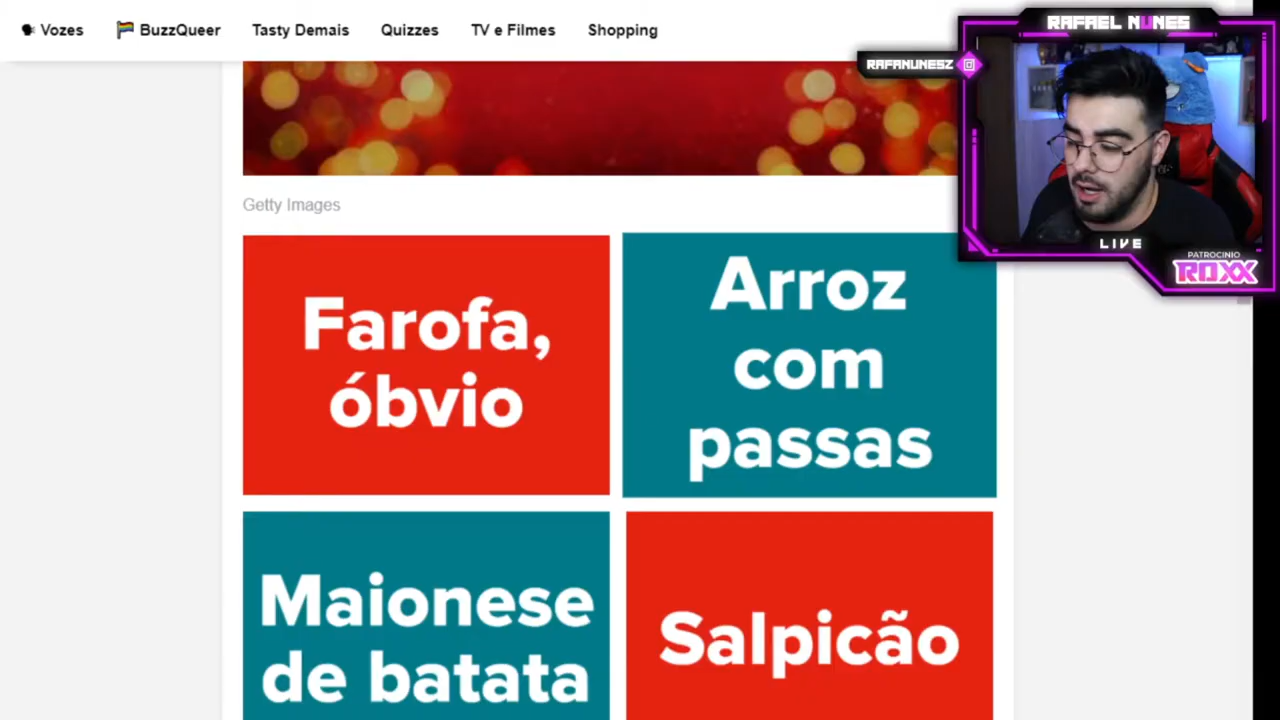 Vozes BuzzQueer Tasty Demais Quizzes TV e Filmes Shopping
RAFAEL NUNES
RAFANUNESZ
LIVE
PATROCINIO
ROXX
Getty Images
Farofa,
óbvio
Arroz
com
passas
Maionese
de batata
Salpicão